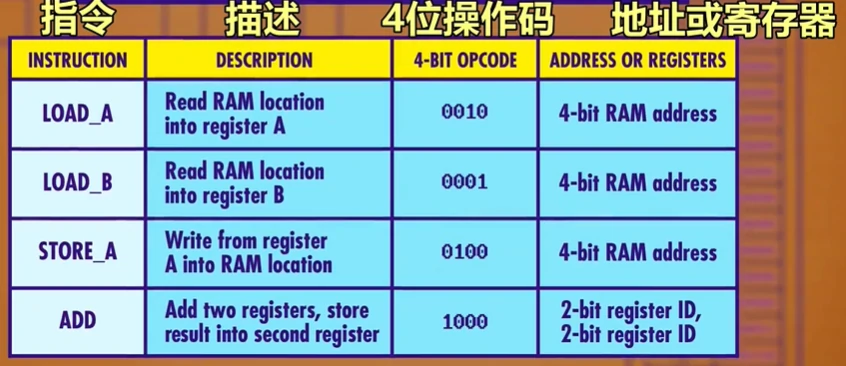 指令 描述 4位操作码 地址或寄存器
INSTRUCTION DESCRIPTION 4-BIT OPCODE ADDRESS OR REGISTERS
LOAD_A Read RAM location into register A 0010 4-bit RAM address
LOAD_B Read RAM location into register B 0001 4-bit RAM address
STORE_A Write from register A into RAM location 0100 4-bit RAM address
ADD Add two registers, store result into second register 1000 2-bit register ID, 2-bit register ID